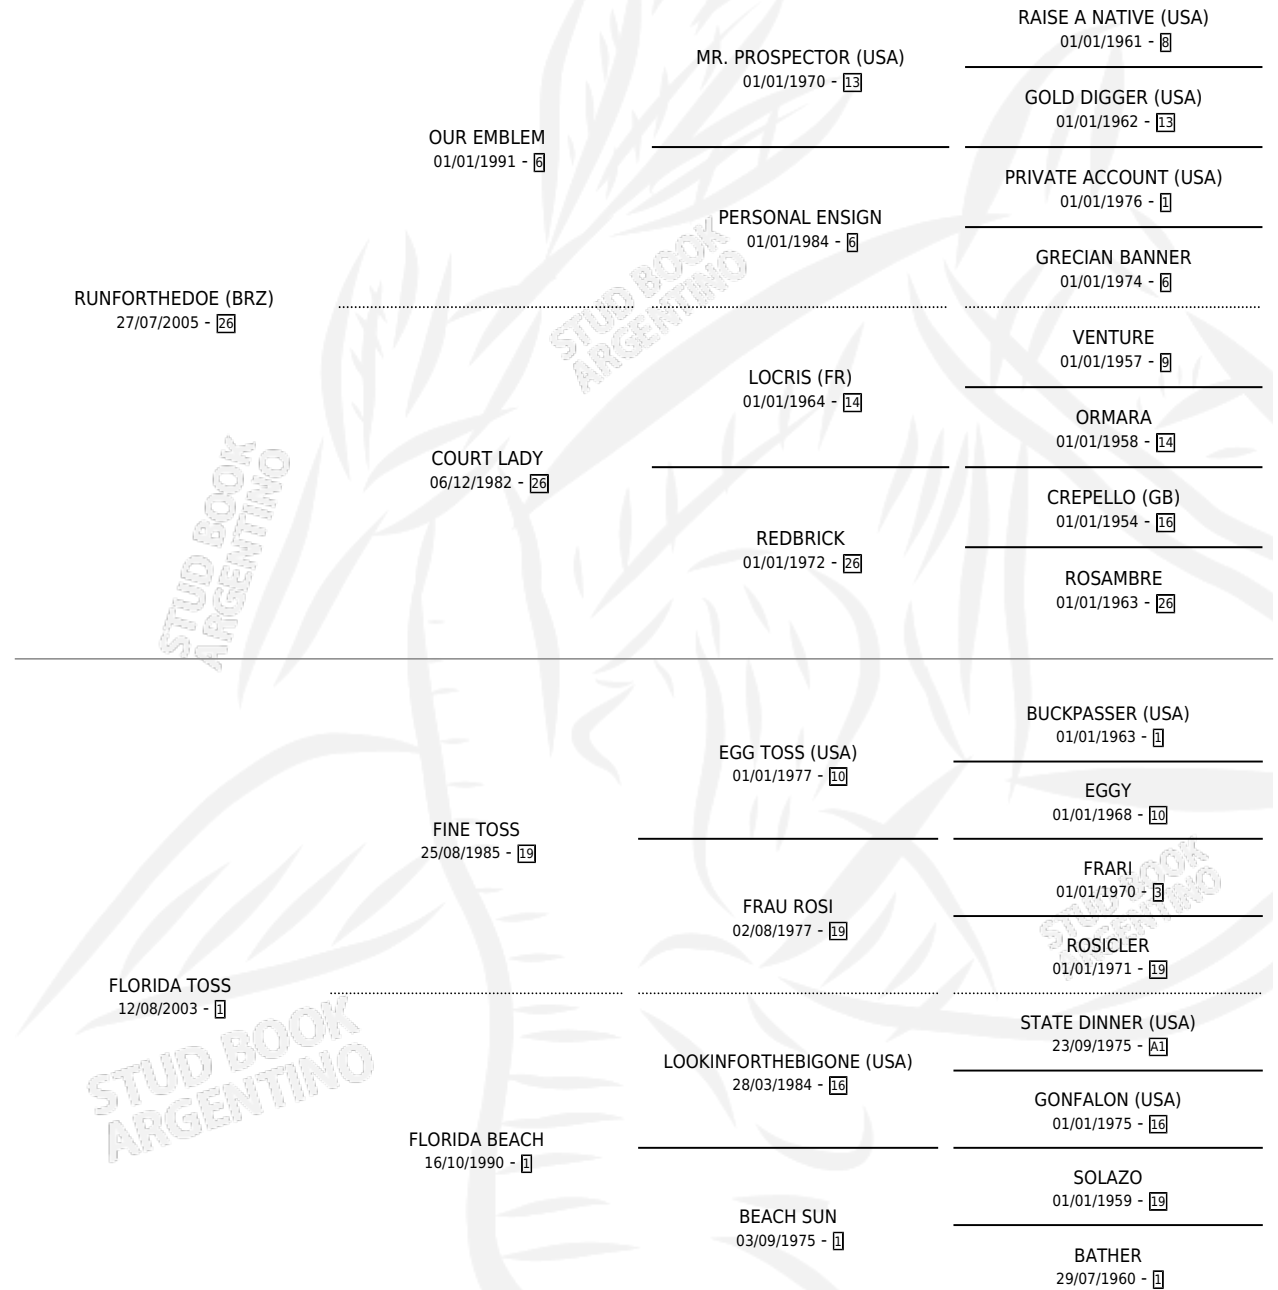 RAISE A NATIVE (USA)
01/01/1961 - 8
MR. PROSPECTOR (USA)
01/01/1970 - 13
GOLD DIGGER (USA)
01/01/1962 - 13
OUR EMBLEM
01/01/1991 - 6
PRIVATE ACCOUNT (USA)
01/01/1976 - 1
PERSONAL ENSIGN
01/01/1984 - 6
GRECIAN BANNER
01/01/1974 - 6
RUNFORTHEDOE (BRZ)
27/07/2005 - 26
VENTURE
01/01/1957 - 9
LOCRIS (FR)
01/01/1964 - 14
ORMARA
01/01/1958 - 14
COURT LADY
06/12/1982 - 26
CREPELLO (GB)
01/01/1954 - 16
REDBRICK
01/01/1972 - 26
ROSAMBRE
01/01/1963 - 26
BUCKPASSER (USA)
01/01/1963 - 1
EGG TOSS (USA)
01/01/1977 - 10
EGGY
01/01/1968 - 10
FINE TOSS
25/08/1985 - 19
FRARI
01/01/1970 - 3
FRAU ROSI
02/08/1977 - 19
ROSICLER
01/01/1971 - 19
FLORIDA TOSS
12/08/2003 - 1
STATE DINNER (USA)
23/09/1975 - A1
LOOKINFORTHEBIGONE (USA)
28/03/1984 - 16
GONFALON (USA)
01/01/1975 - 16
FLORIDA BEACH
16/10/1990 - 1
SOLAZO
01/01/1959 - 19
BEACH SUN
03/09/1975 - 1
BATHER
29/07/1960 - 1
STUD BOOK
ARGENTINO
STUD BOOK
ARGENTINO
STUD BOOK
ARGENTINO
STUD BOOK
ARGENTINO